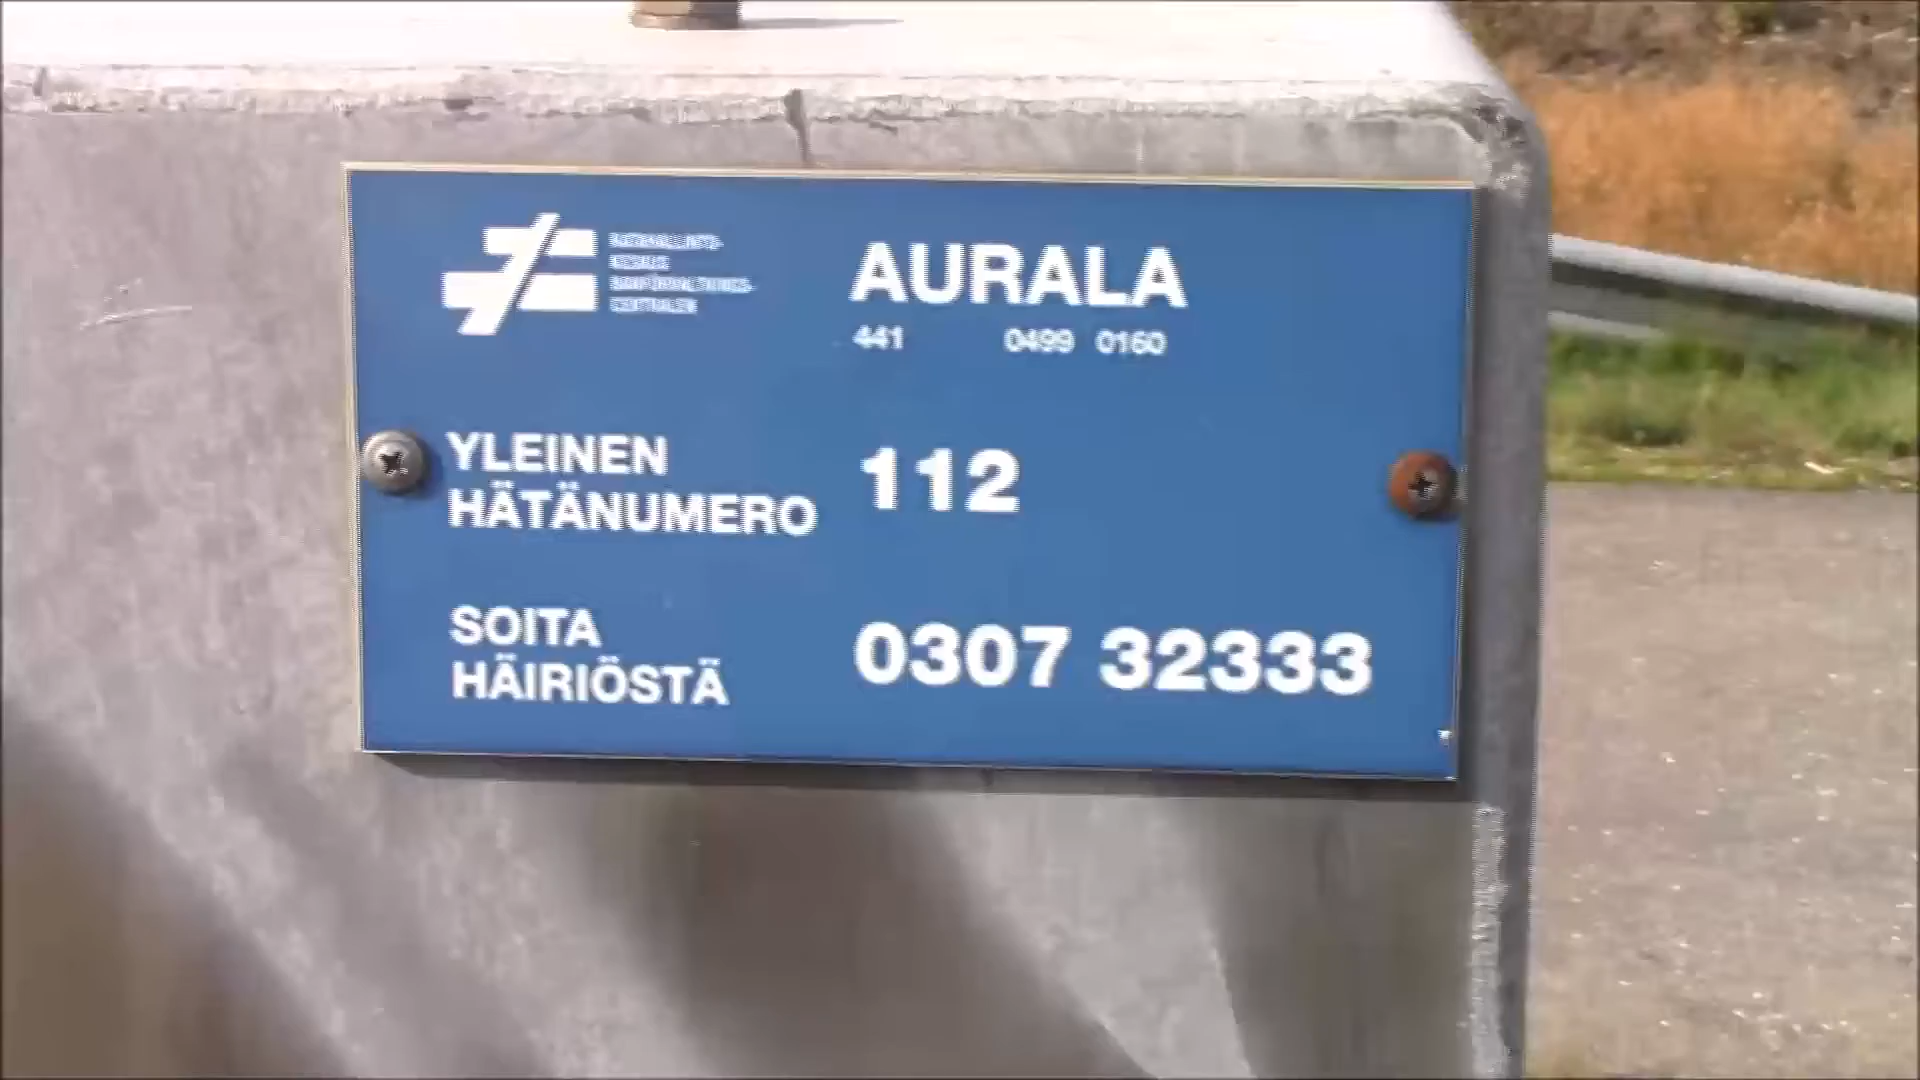 AURALA
441 0499 0160
YLEINEN
HÄTÄNUMERO
112
SOITA
HÄIRIÖSTÄ
0307 32333